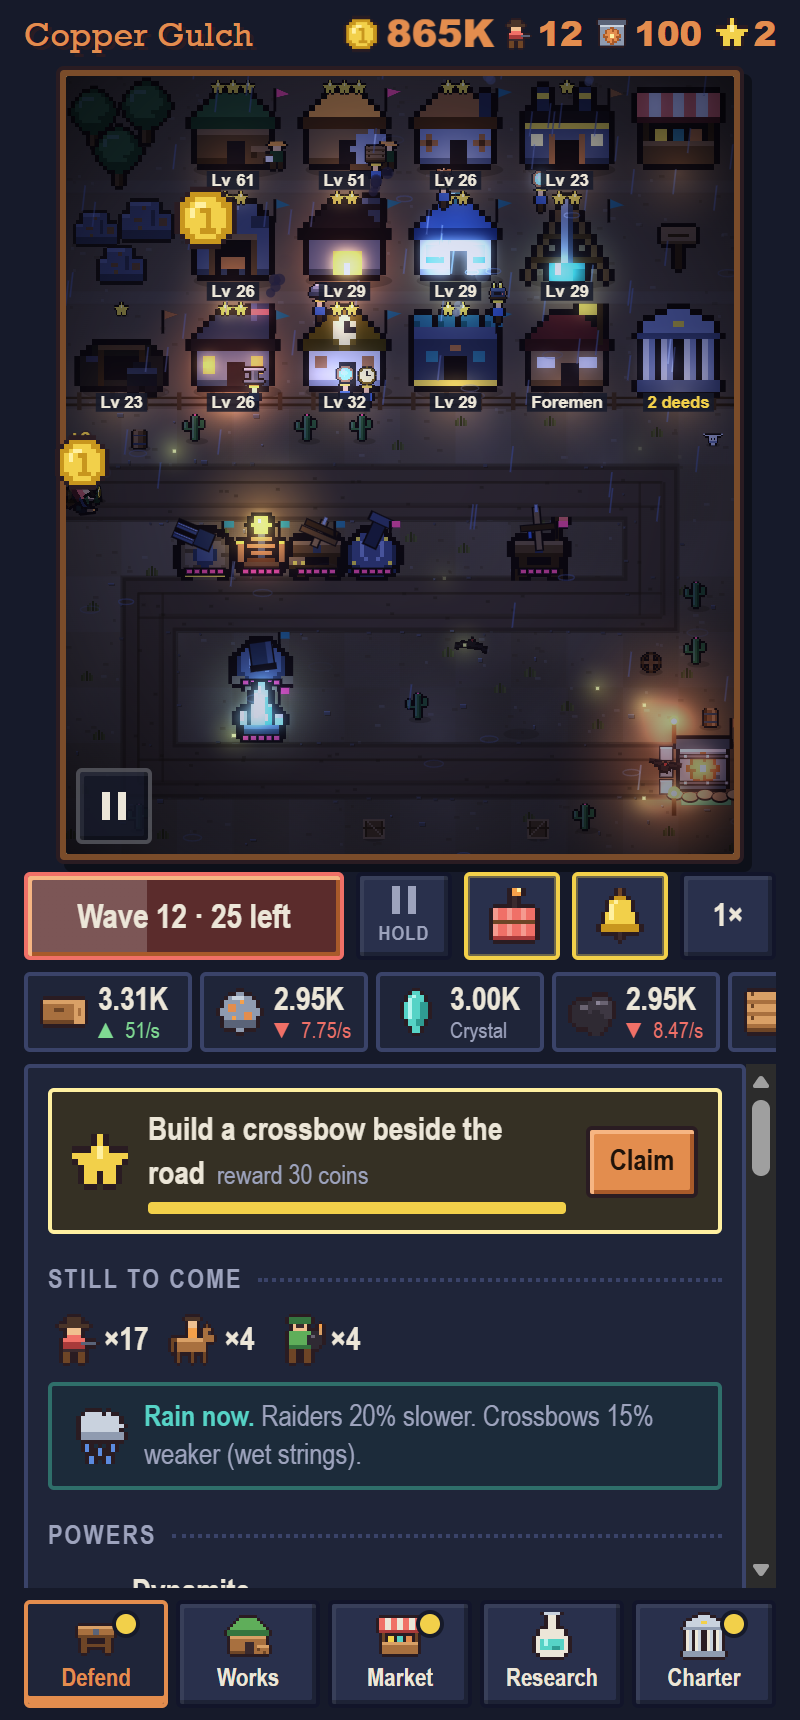 Copper Gulch 865K 12 100 2
Lv 61 Lv 51 Lv 26 Lv 23
1
Lv 26 Lv 29 Lv 29 Lv 29
Lv 23 Lv 26 Lv 32 Lv 29 Foremen 2 deeds
1
Wave 12 · 25 left HOLD 1×
3.31K 2.95K 3.00K 2.95K
▲ 51/s ▼ 7.75/s Crystal ▼ 8.47/s
Build a crossbow beside the
road reward 30 coins
Claim
STILL TO COME
×17 ×4 ×4
Rain now. Raiders 20% slower. Crossbows 15%
weaker (wet strings).
POWERS
Dynamite
Defend Works Market Research Charter